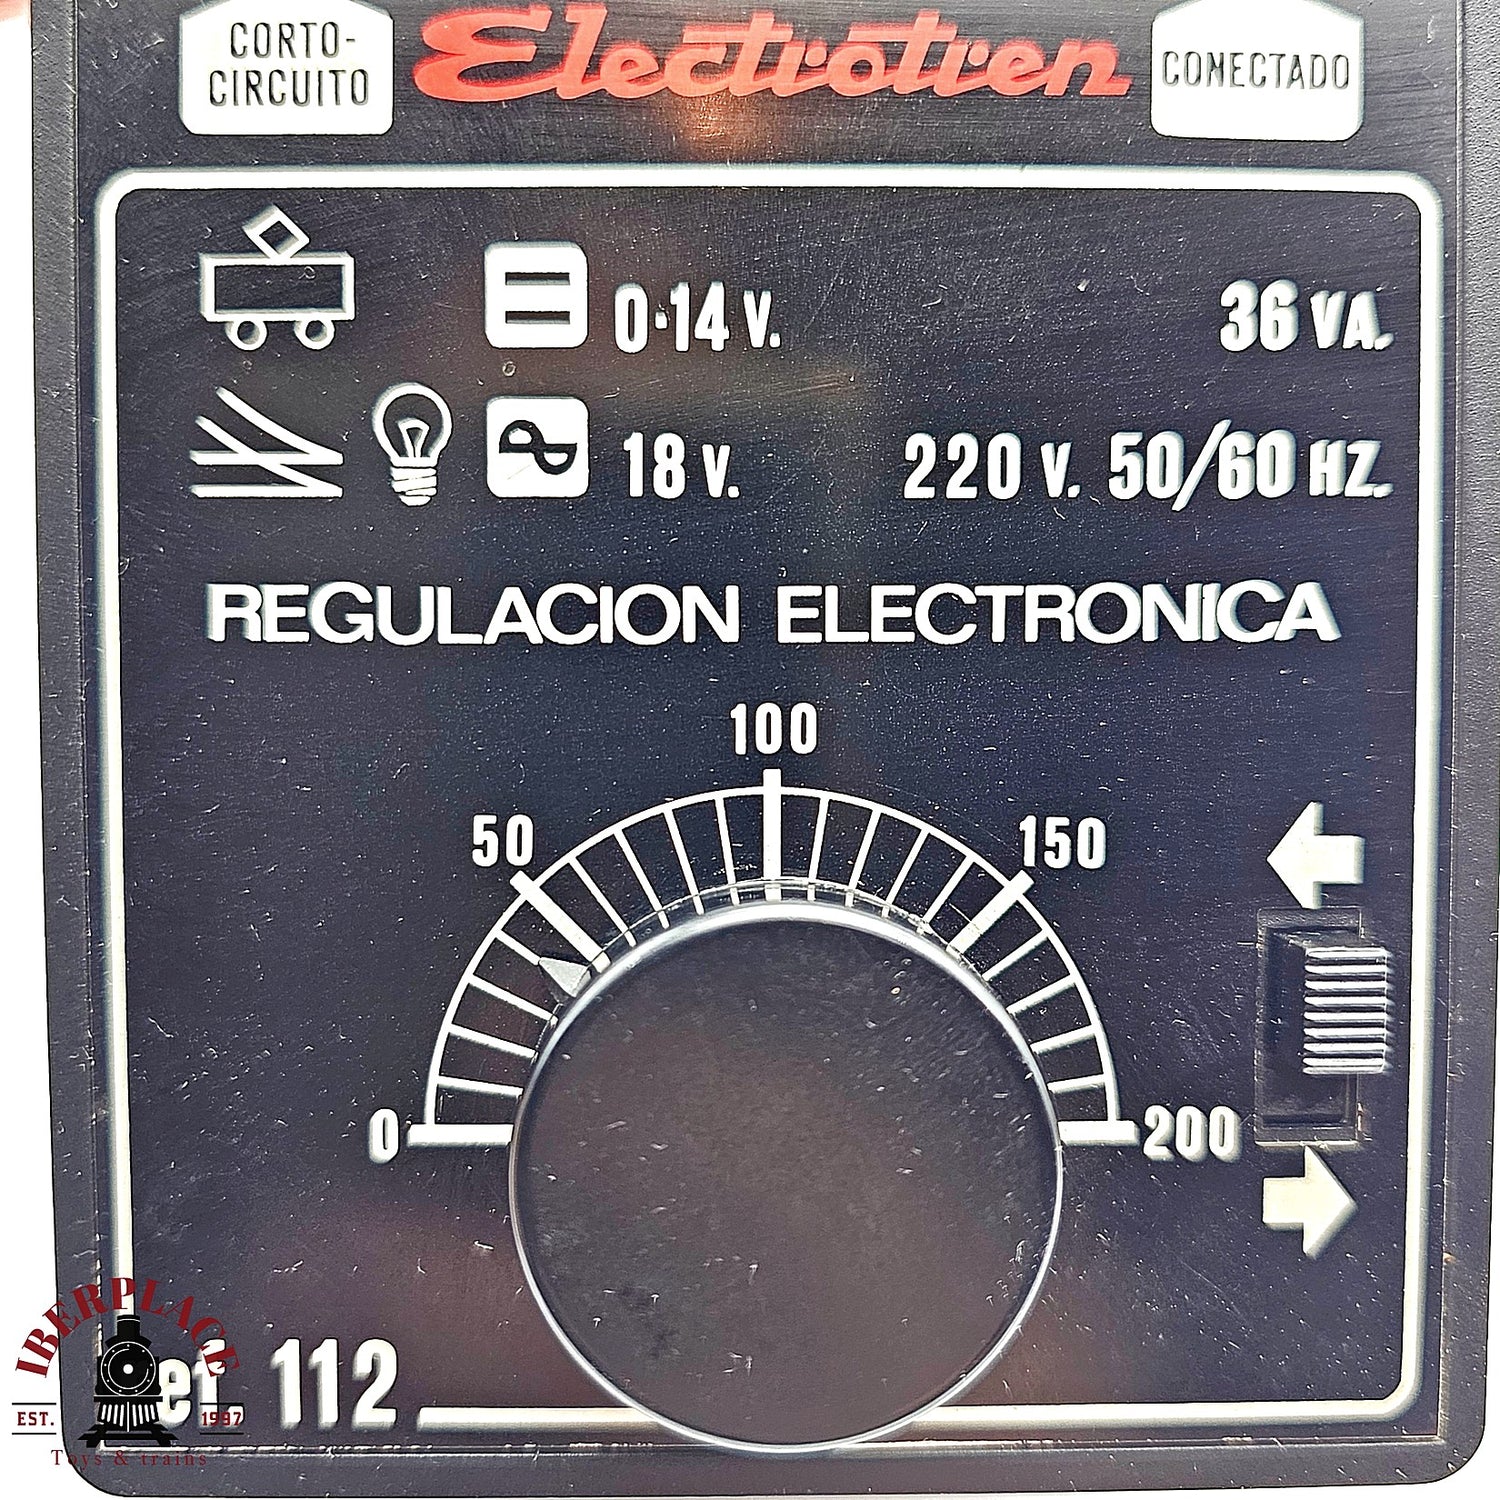 CORTO-
CIRCUITO
Electrotren
CONECTADO
0·14 V.
36 VA.
18 V.
220 V. 50/60 HZ.
REGULACION ELECTRONICA
100
50
150
0
200
112
IBERPLACE
EST. 1997
Toys & trains